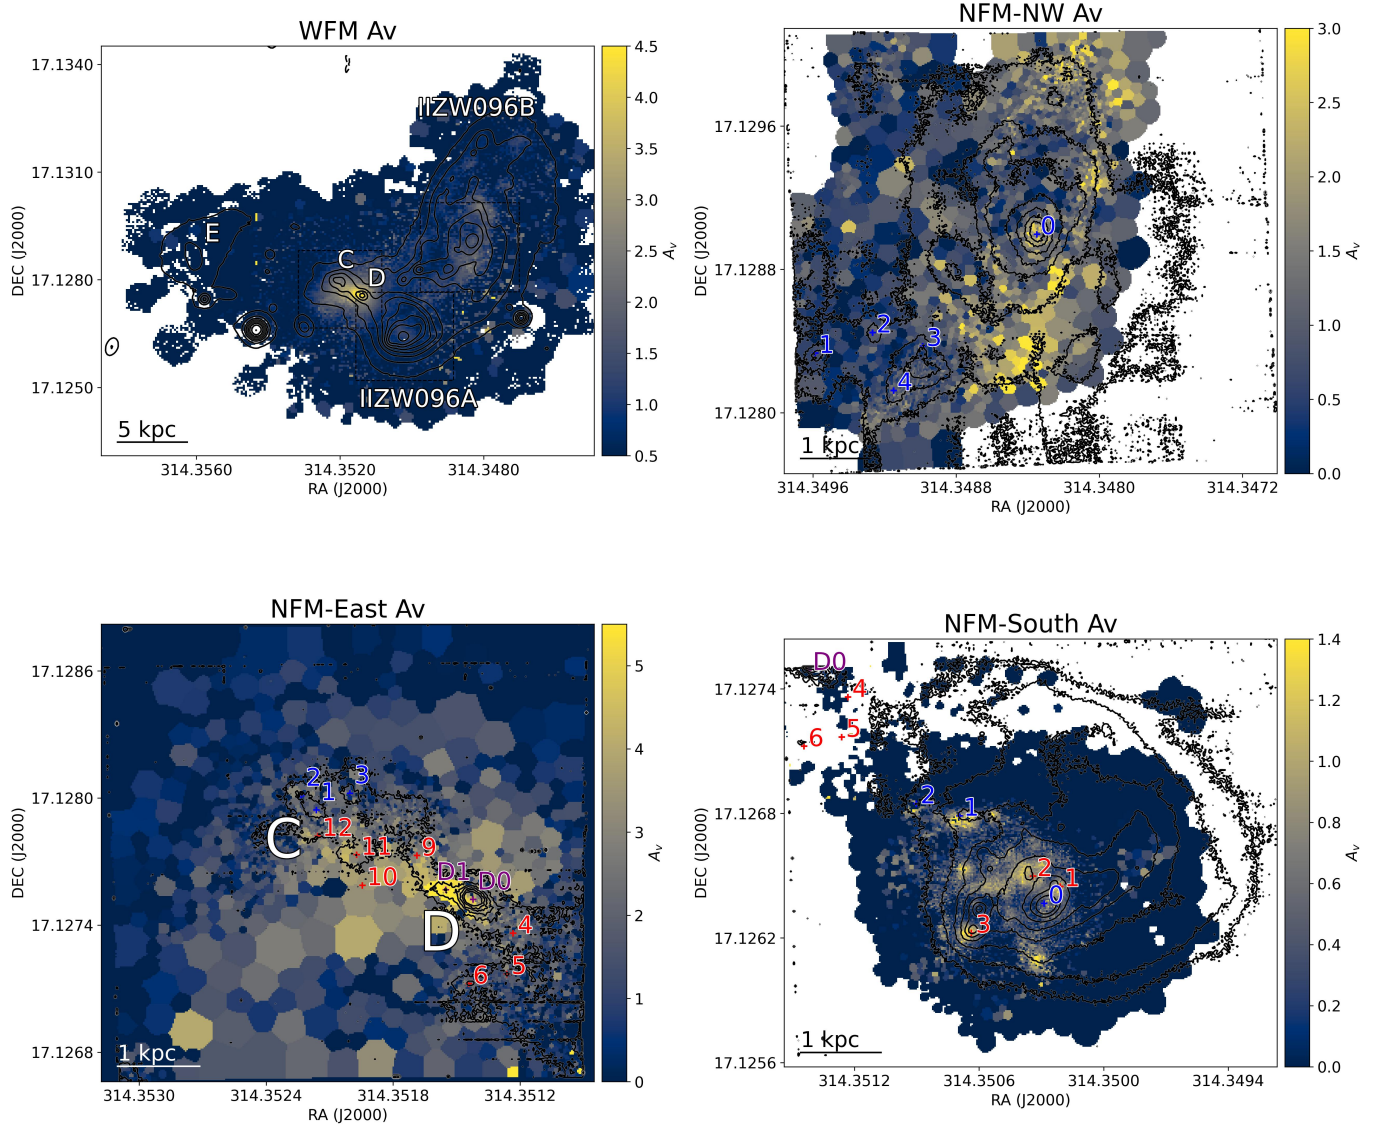 WFM Av
17.1340
17.1310
17.1280
17.1250
DEC (J2000)
IIZW096B
E
C
D
IIZW096A
5 kpc
314.3560
314.3520
314.3480
RA (J2000)
4.5
4.0
3.5
3.0
2.5
2.0
1.5
1.0
0.5
Av
NFM-NW Av
17.1296
17.1288
17.1280
DEC (J2000)
0
2
1
3
4
1 kpc
314.3496
314.3488
314.3480
314.3472
RA (J2000)
3.0
2.5
2.0
1.5
1.0
0.5
0.0
Av
NFM-East Av
17.1286
17.1280
17.1274
17.1268
DEC (J2000)
2
3
1
12
C
11
9
10
D1
D0
D
4
5
6
1 kpc
314.3530
314.3524
314.3518
314.3512
RA (J2000)
5
4
3
2
1
0
Av
NFM-South Av
17.1274
17.1268
17.1262
17.1256
DEC (J2000)
D0
4
5
6
2
1
2
1
0
3
1 kpc
314.3512
314.3506
314.3500
314.3494
RA (J2000)
1.4
1.2
1.0
0.8
0.6
0.4
0.2
0.0
Av